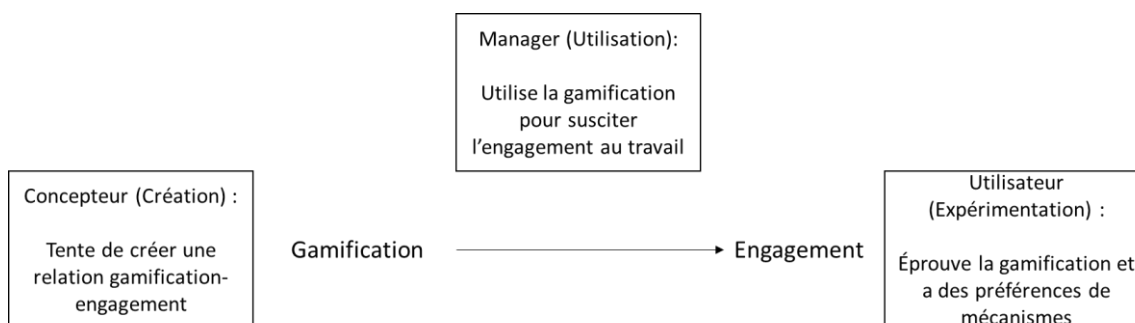 Manager (Utilisation):
Utilise la gamification
pour susciter
l’engagement au travail
Concepteur (Création) :
Tente de créer une
relation gamification-
engagement
Gamification
Engagement
Utilisateur
(Expérimentation) :
Éprouve la gamification et
a des préférences de
mécanismes